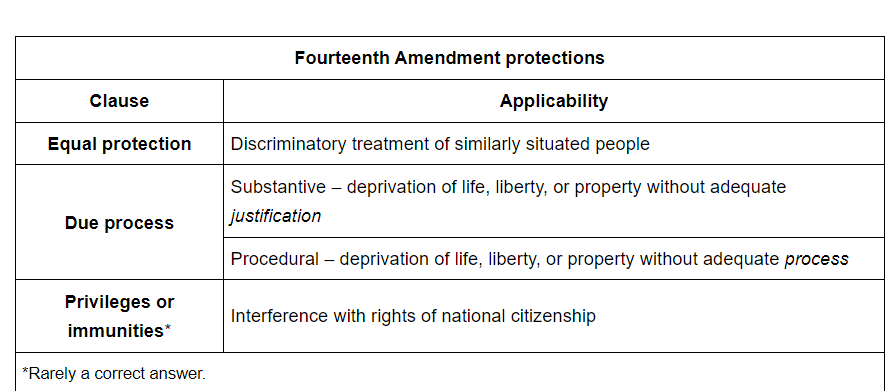 Fourteenth Amendment protections
Clause
Applicability
Equal protection
Discriminatory treatment of similarly situated people
Due process
Substantive – deprivation of life, liberty, or property without adequate
justification
Procedural – deprivation of life, liberty, or property without adequate process
Privileges or
immunities*
Interference with rights of national citizenship
*Rarely a correct answer.